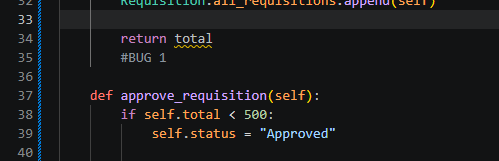 32 Requisition.all_requisitions.append(self)
33
34 return total
35 #BUG 1
36
37 def approve_requisition(self):
38 if self.total < 500:
39 self.status = "Approved"
40